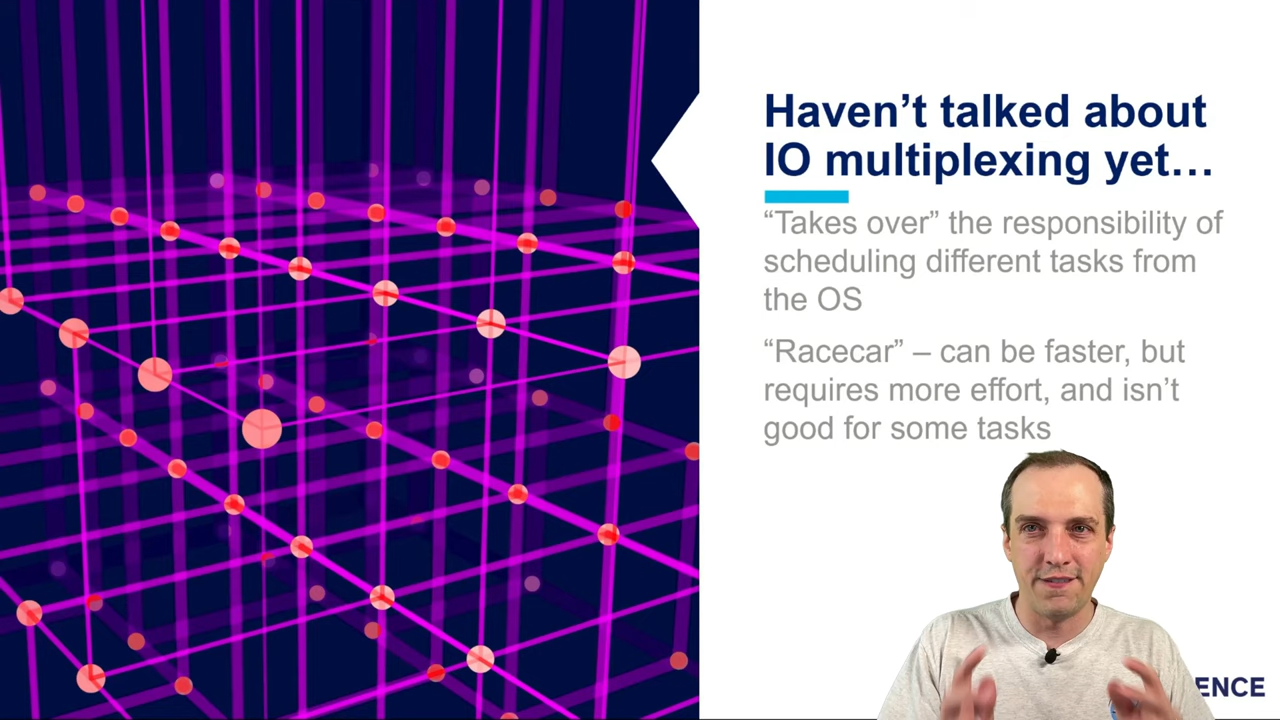 Haven’t talked about
IO multiplexing yet…
“Takes over” the responsibility of
scheduling different tasks from
the OS
“Racecar” – can be faster, but
requires more effort, and isn’t
good for some tasks
ENCE